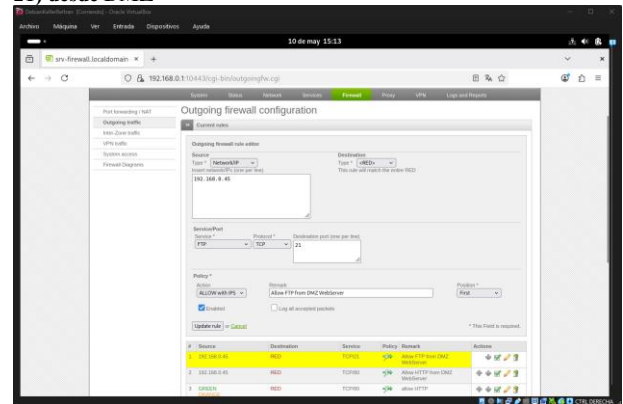 21, desde DMZ
Debian [Corriendo] - Oracle VirtualBox
Archivo Máquina Ver Entrada Dispositivos Ayuda
10 de may 15:13
srv-firewall.localdomain × +
192.168.0.1:10443/cgi-bin/outgoingfw.cgi
System Status Network Services Firewall Proxy VPN Logs and Reports
Port forwarding / NAT
Outgoing traffic
Inter-Zone traffic
VPN traffic
System access
Firewall Diagrams
Outgoing firewall configuration
Current rules
Outgoing firewall rule editor
Source Destination
Type * Network/IP Type * <RED>
Insert network/IPs (one per line) This rule will match the entire RED
192.168.0.45
Service/Port
Service * Protocol * Destination port (one per line)
FTP TCP 21
Policy *
Action Remark Position *
ALLOW with IPS Allow FTP from DMZ WebServer First
Enabled Log all accepted packets
Update rule or Cancel * This Field is required.
# Source Destination Service Policy Remark Actions
1 192.168.0.45 RED TCP/21 Allow FTP from DMZ WebServer
2 192.168.0.45 RED TCP/80 Allow HTTP from DMZ WebServer
3 GREEN RED TCP/80 allow HTTP
ORANGE
CTRL DERECHA